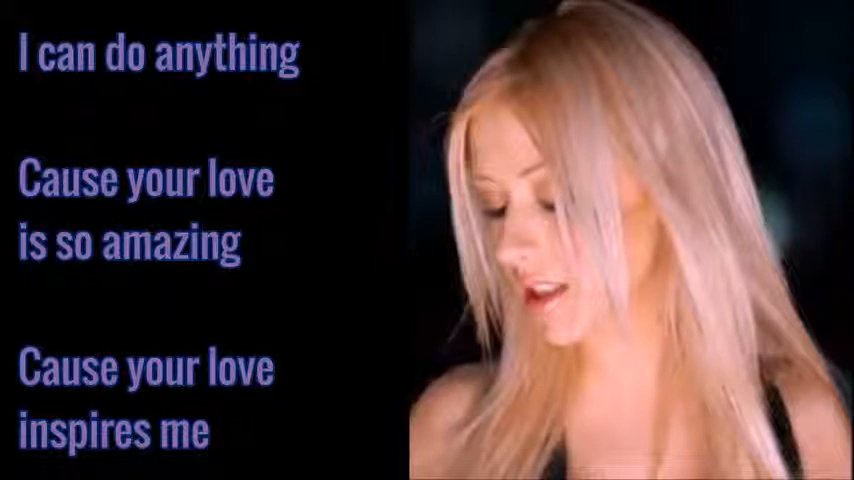 I can do anything
Cause your love
is so amazing
Cause your love
inspires me